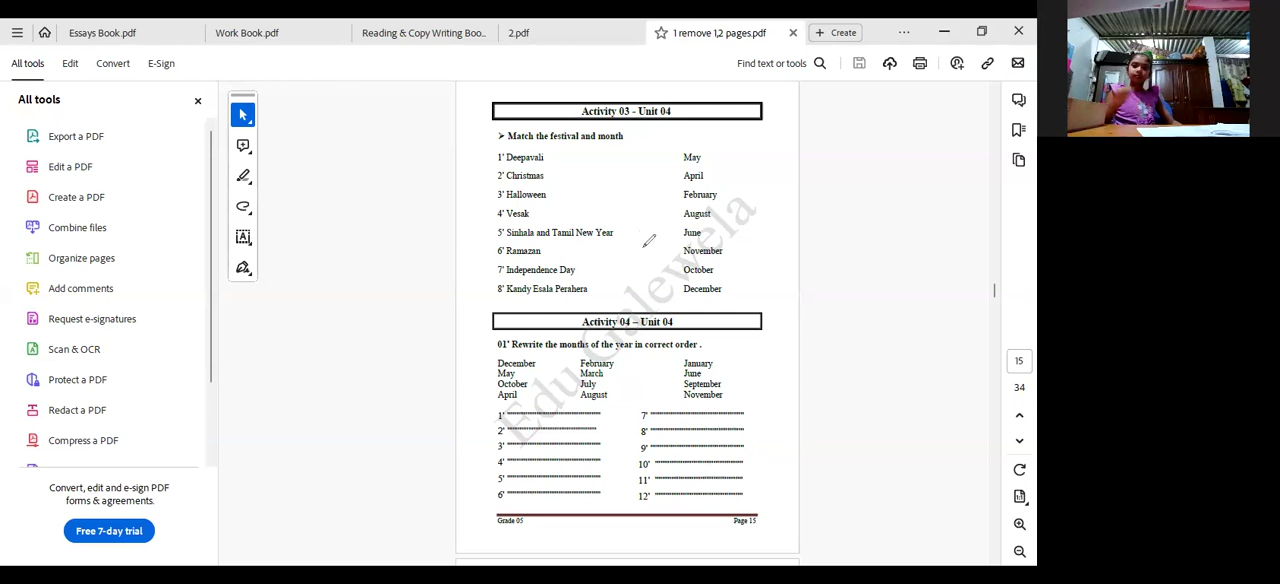 Essays Book.pdf Work Book.pdf Reading & Copy Writing Boo... 2.pdf 1 remove 1,2 pages.pdf Create
All tools Edit Convert E-Sign Find text or tools
All tools
Export a PDF
Edit a PDF
Create a PDF
Combine files
Organize pages
Add comments
Request e-signatures
Scan & OCR
Protect a PDF
Redact a PDF
Compress a PDF
Convert, edit and e-sign PDF
forms & agreements.
Free 7-day trial
Activity 03 - Unit 04
➤ Match the festival and month
1' Deepavali May
2' Christmas April
3' Halloween February
4' Vesak August
5' Sinhala and Tamil New Year June
6' Ramazan November
7' Independence Day October
8' Kandy Esala Perahera December
Activity 04 – Unit 04
01' Rewrite the months of the year in correct order .
December February January
May March June
October July September
April August November
1' 7'
2' 8'
3' 9'
4' 10'
5' 11'
6' 12'
Grade 05 Page 15
Edu Galewela
15
34